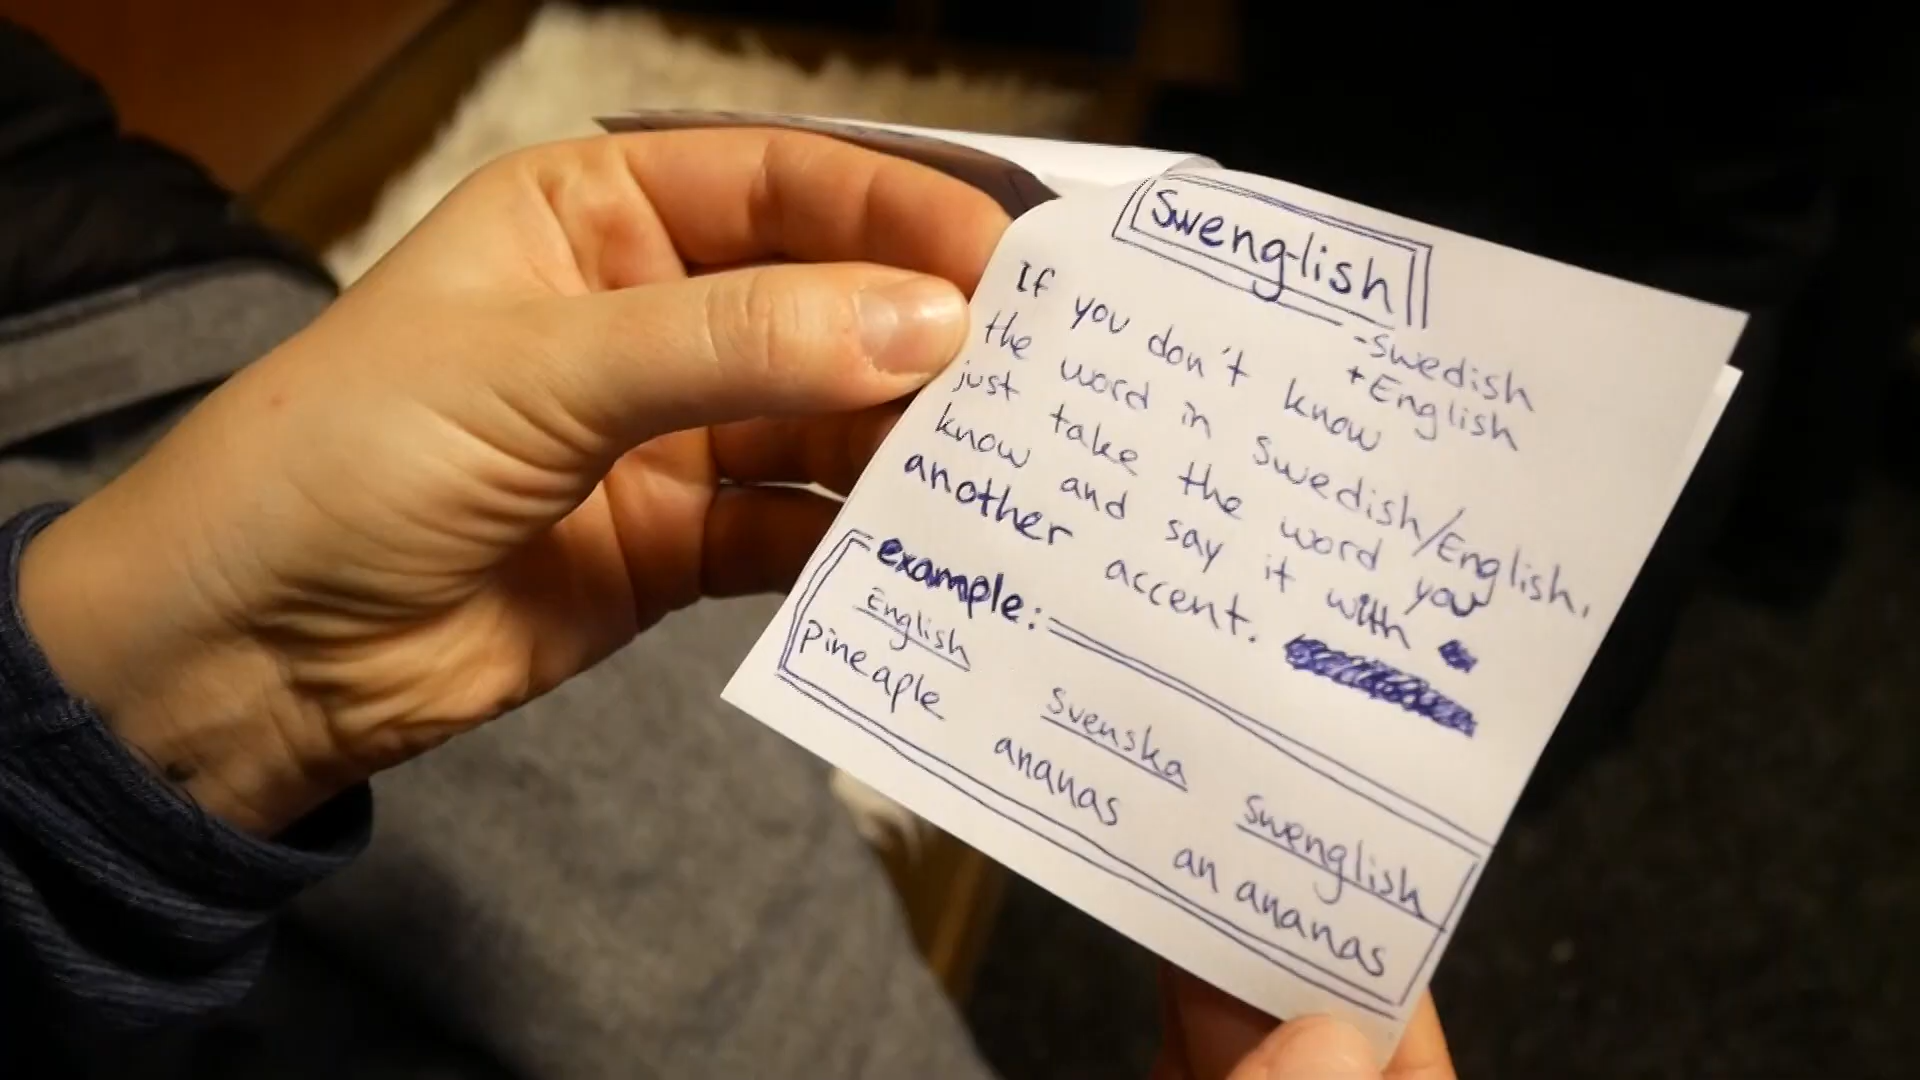 Swenglish
-Swedish
+English
If you don't know
the word in Swedish/English,
just take the word you
know and say it with
another accent.
example:
English Svenska Swenglish
Pineaple ananas an ananas